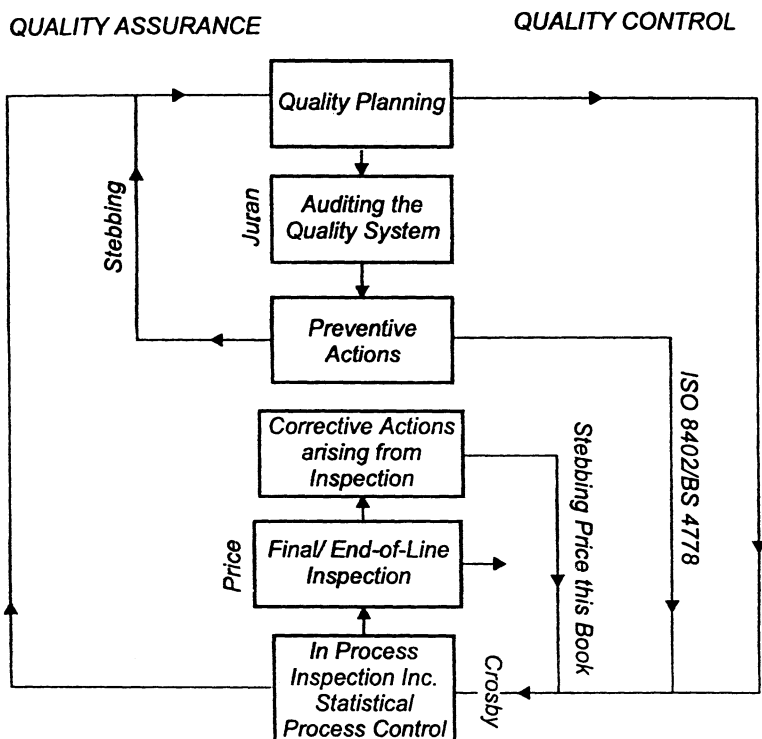 QUALITY ASSURANCE
QUALITY CONTROL
Quality Planning
Auditing the
Quality System
Juran
Stebbing
Preventive
Actions
ISO 8402/BS 4778
Corrective Actions
arising from
Inspection
Stebbing Price this Book
Final/ End-of-Line
Inspection
Price
In Process
Inspection Inc.
Statistical
Process Control
Crosby